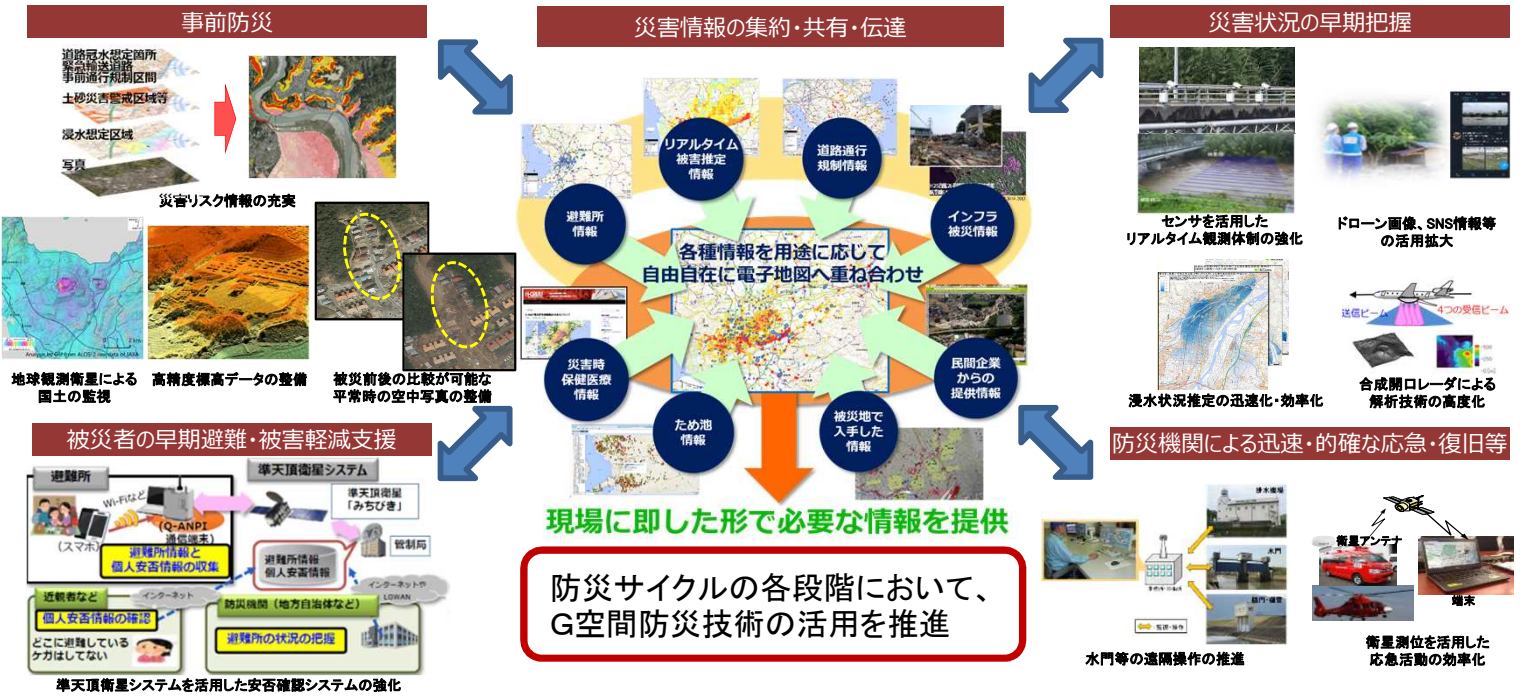 事前防災
道路冠水想定箇所
緊急輸送道路
事前通行規制区間
土砂災害警戒区域等
浸水想定区域
写真
災害リスク情報の充実
地球観測衛星による
国土の監視
高精度標高データの整備
被災前後の比較が可能な
平常時の空中写真の整備
災害情報の集約・共有・伝達
リアルタイム
被害推定
情報
道路通行
規制情報
避難所
情報
インフラ
被災情報
各種情報を用途に応じて
自由自在に電子地図へ重ね合わせ
災害時
保健医療
情報
民間企業
からの
提供情報
ため池
情報
被災地で
入手した
情報
現場に即した形で必要な情報を提供
防災サイクルの各段階において、
G空間防災技術の活用を推進
災害状況の早期把握
センサを活用した
リアルタイム観測体制の強化
ドローン画像、SNS情報等
の活用拡大
浸水状況推定の迅速化・効率化
送信ビーム
4つの受信ビーム
合成開口レーダによる
解析技術の高度化
被災者の早期避難・被害軽減支援
避難所
準天頂衛星システム
Wi-Fiなど
(スマホ)
(Q-ANPI
通信端末)
準天頂衛星
「みちびき」
管制局
避難所情報と
個人安否情報の収集
避難所情報
個人安否情報
インターネット
インターネットや
LGWAN
近親者など
個人安否情報の確認
どこに避難している
ケガはしてない
防災機関(地方自治体など)
避難所の状況の把握
準天頂衛星システムを活用した安否確認システムの強化
防災機関による迅速・的確な応急・復旧等
排水機場
水門
樋門・樋管
監視・操作
水門等の遠隔操作の推進
衛星アンテナ
端末
衛星測位を活用した
応急活動の効率化